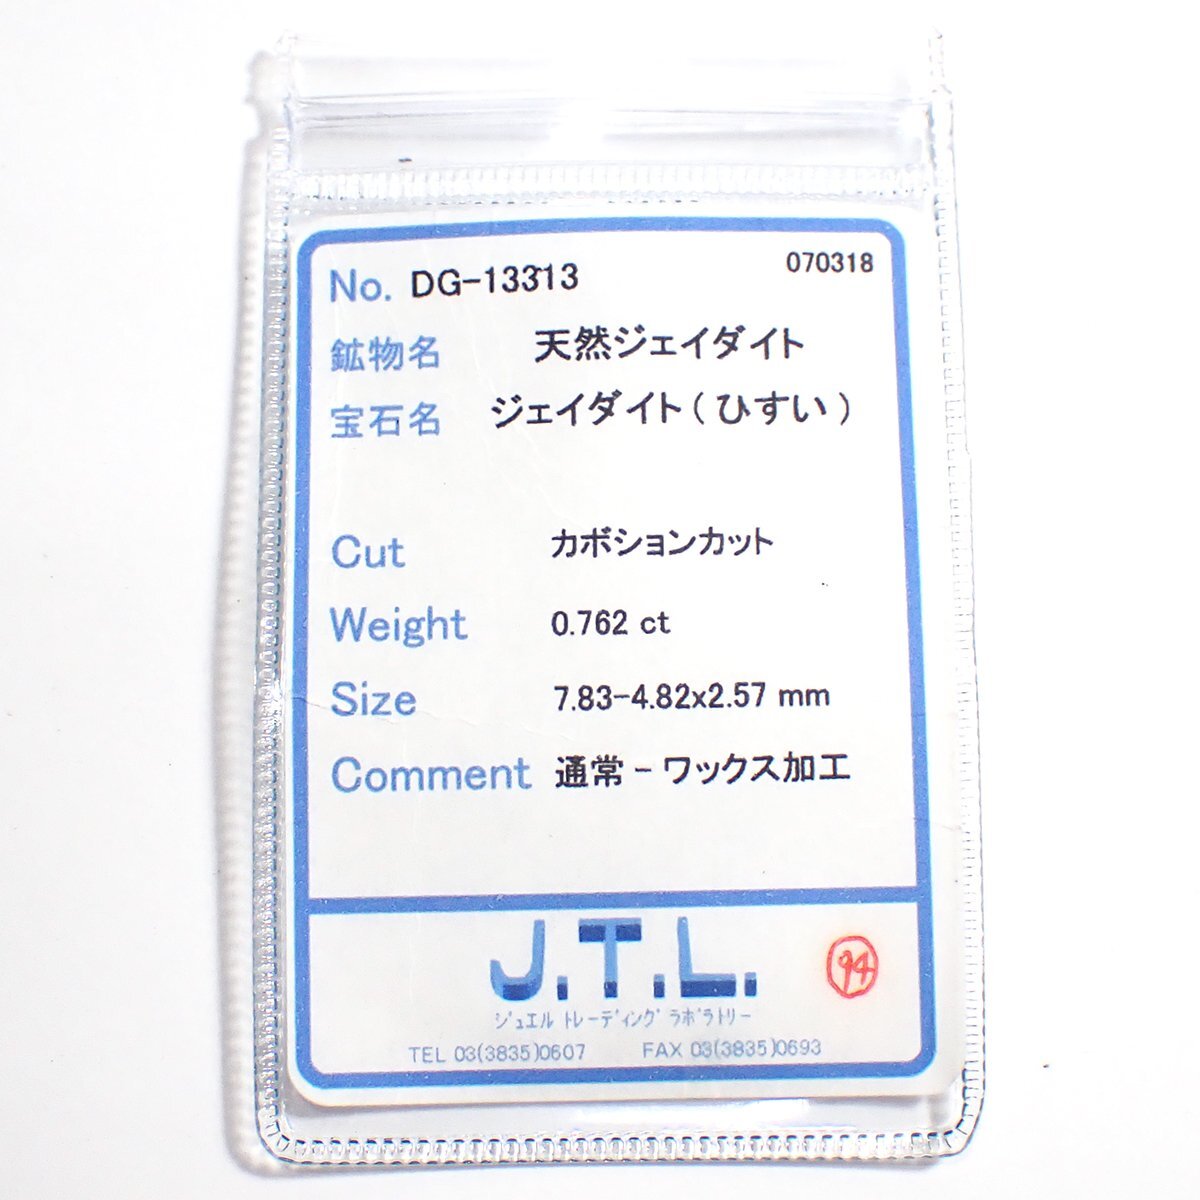 No. DG-13313 070318
鉱物名 天然ジェイダイト
宝石名 ジェイダイト(ひすい)
Cut カボションカット
Weight 0.762 ct
Size 7.83-4.82x2.57 mm
Comment 通常-ワックス加工
J.T.L.
94
ジュエル トレーディング ラボラトリー
TEL 03(3835)0607 FAX 03(3835)0693